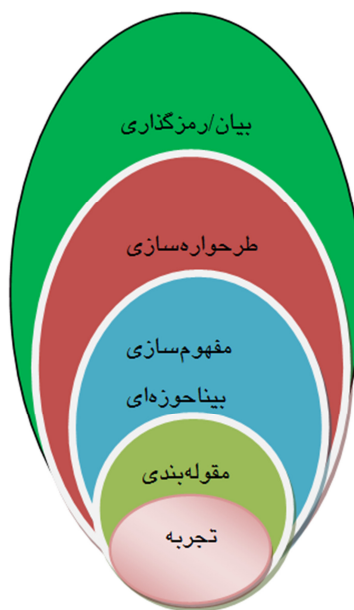 بیان/رمزگذاری
طرحواره‌سازی
مفهوم‌سازی
بیناحوزه‌ای
مقوله‌بندی
تجربه